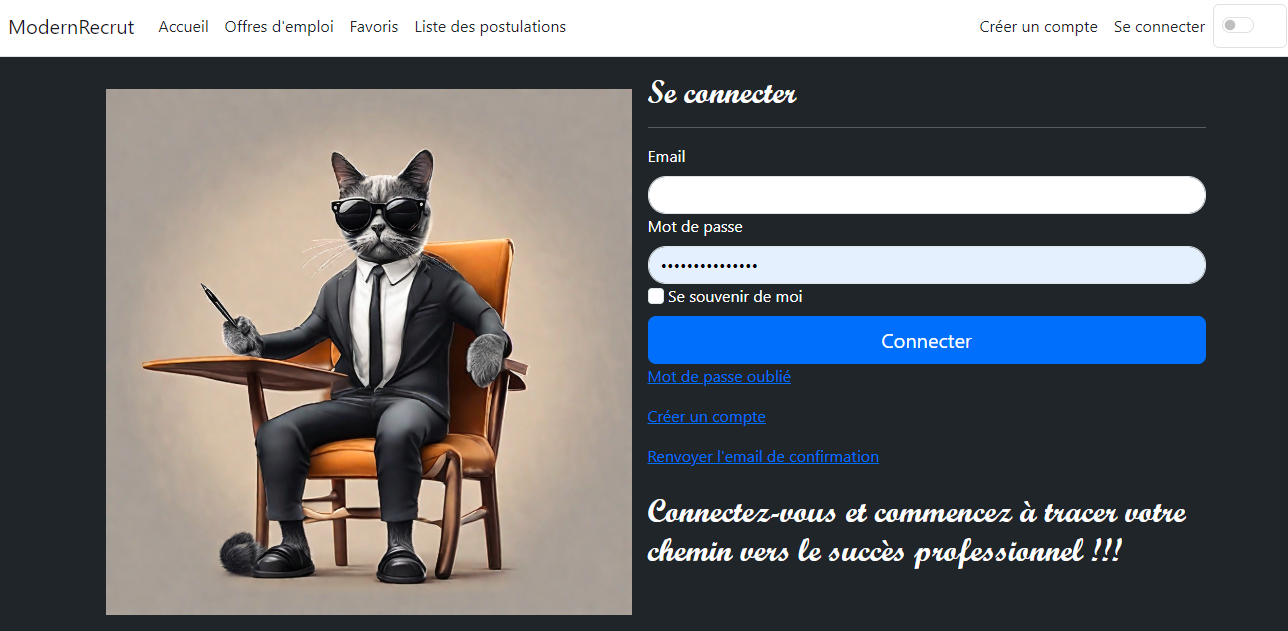 ModernRecrut Accueil Offres d'emploi Favoris Liste des postulations Créer un compte Se connecter
Se connecter
Email
Mot de passe
•••••••••••••••
Se souvenir de moi
Connecter
Mot de passe oublié
Créer un compte
Renvoyer l'email de confirmation
Connectez-vous et commencez à tracer votre
chemin vers le succès professionnel !!!